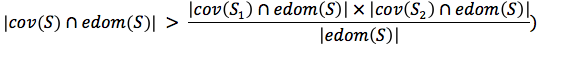 |cov(S) ∩ edom(S)| > |cov(S₁) ∩ edom(S)| × |cov(S₂) ∩ edom(S)| / |edom(S)| )